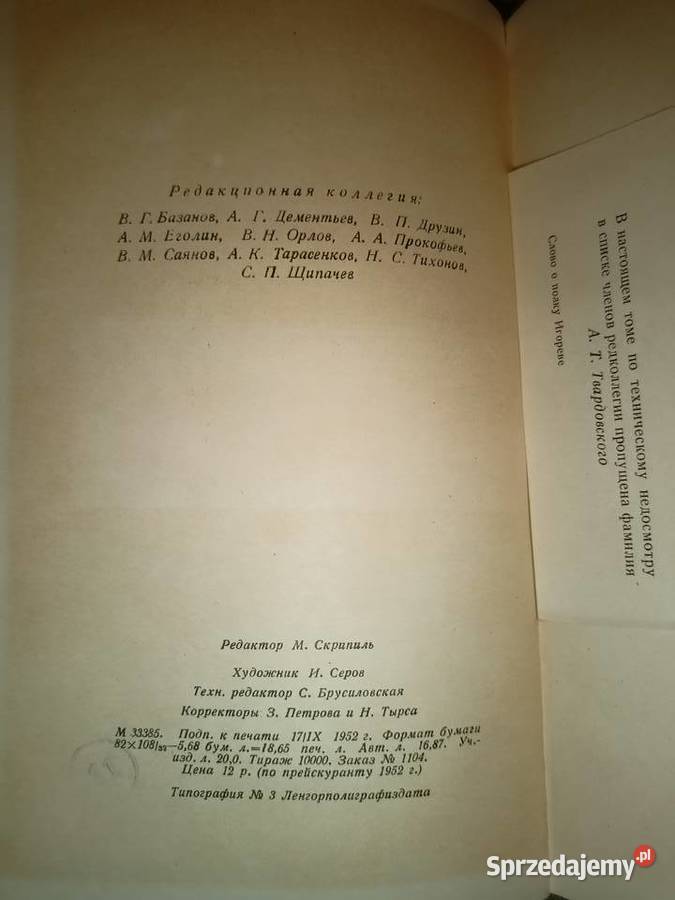 Редакционная коллегия:
В. Г. Базанов, А. Г. Дементьев, В. П. Друзин,
А. М. Еголин, В. Н. Орлов, А. А. Прокофьев,
В. М. Саянов, А. К. Тарасенков, Н. С. Тихонов,
С. П. Щипачев
Редактор М. Скрипиль
Художник И. Серов
Техн. редактор С. Брусиловская
Корректоры З. Петрова и Н. Тырса
М 33385. Подп. к печати 17/IX 1952 г. Формат бумаги
82×108/32—5,68 бум. л.=18,65 печ. л. Авт. л. 16,87. Уч.-
изд. л. 20,0. Тираж 10000. Заказ № 1104.
Цена 12 р. (по прейскуранту 1952 г.)
Типография № 3 Ленгорполиграфиздата
В настоящем томе по техническому недосмотру
в списке членов редколлегии пропущена фамилия
А. Т. Твардовского
Слово о полку Игореве
Sprzedajemy.pl